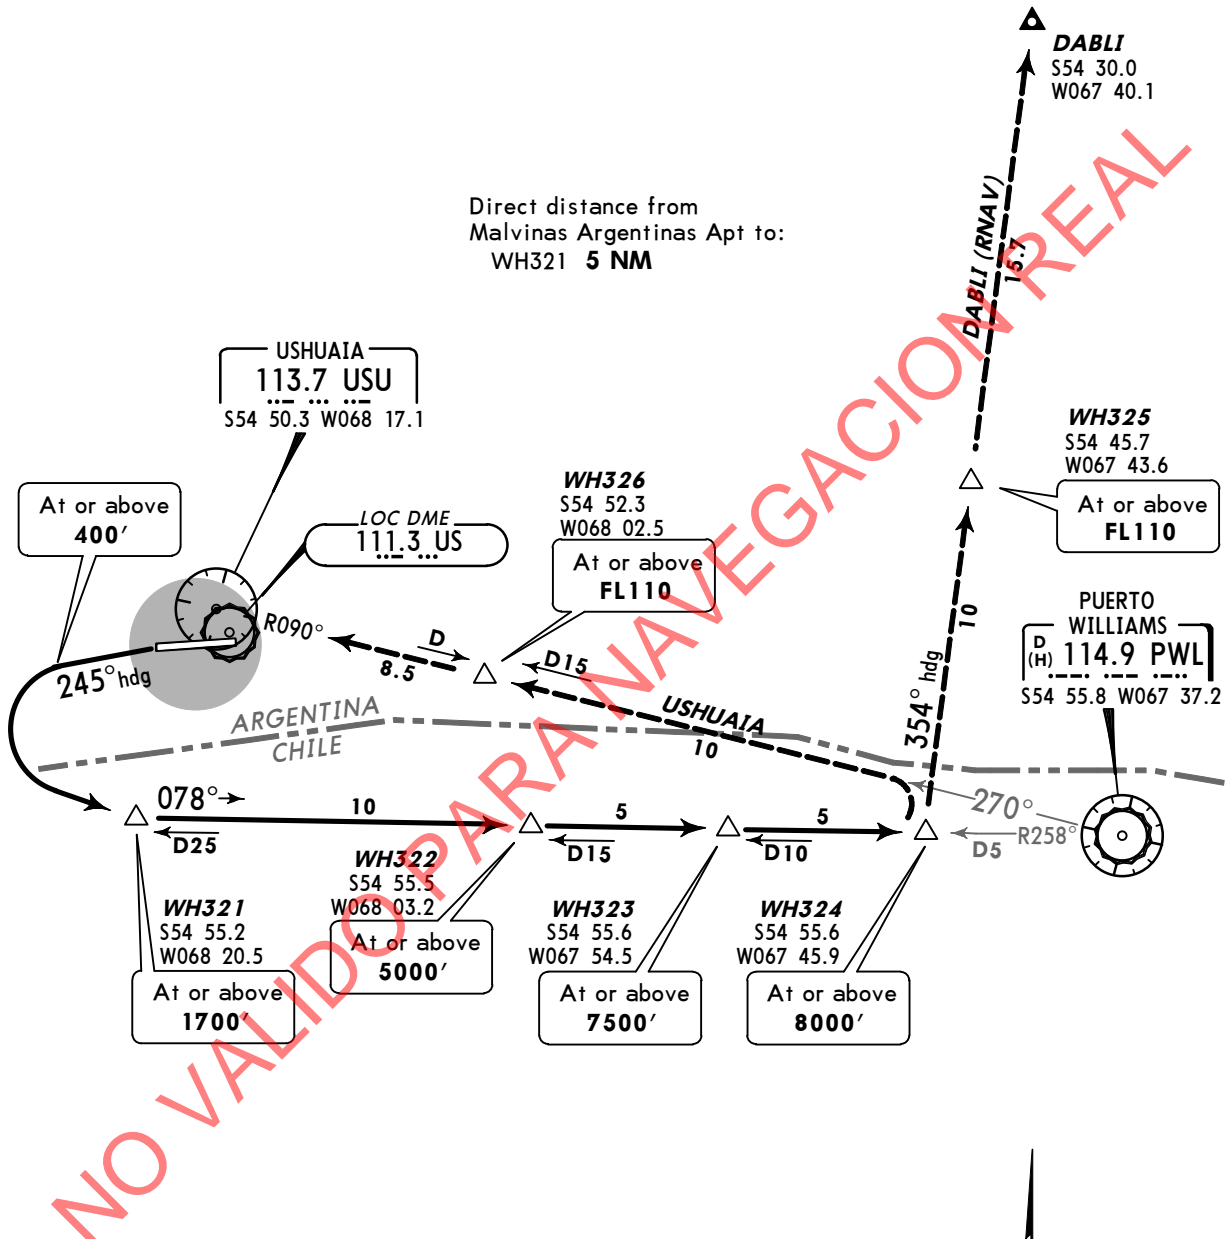 DABLI
S54 30.0
W067 40.1
Direct distance from
Malvinas Argentinas Apt to:
WH321 5 NM
DABLI (RNAV)
15.7
USHUAIA
113.7 USU
S54 50.3 W068 17.1
WH325
S54 45.7
W067 43.6
At or above
FL110
WH326
S54 52.3
W068 02.5
At or above
FL110
At or above
400'
LOC DME
111.3 US
R090°
D
8.5
D15
245° hdg
USHUAIA
10
354° hdg
10
PUERTO
WILLIAMS
D
(H) 114.9 PWL
S54 55.8 W067 37.2
ARGENTINA
CHILE
270°
R258°
D5
078°
10
5
5
D25
D15
D10
WH321
S54 55.2
W068 20.5
At or above
1700'
WH322
S54 55.5
W068 03.2
At or above
5000'
WH323
S54 55.6
W067 54.5
At or above
7500'
WH324
S54 55.6
W067 45.9
At or above
8000'
NO VALIDO PARA NAVEGACION REAL